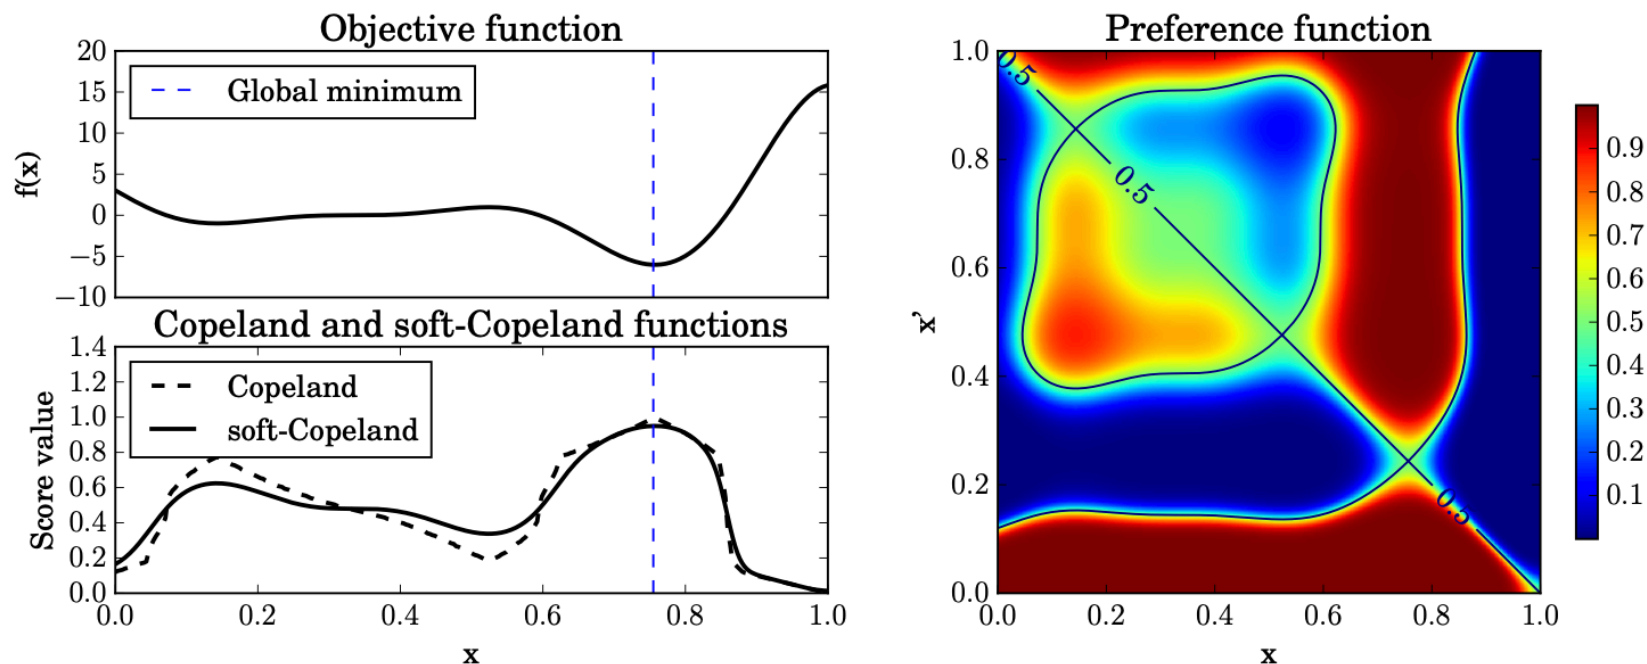 Objective function
20
15
10
5
0
−5
−10
f(x)
Global minimum
Copeland and soft-Copeland functions
1.4
1.2
1.0
0.8
0.6
0.4
0.2
0.0
Score value
Copeland
soft-Copeland
0.0 0.2 0.4 0.6 0.8 1.0
x
Preference function
1.0
0.8
0.6
0.4
0.2
0.0
x'
0.5
0.5
0.5
0.0 0.2 0.4 0.6 0.8 1.0
x
0.9
0.8
0.7
0.6
0.5
0.4
0.3
0.2
0.1